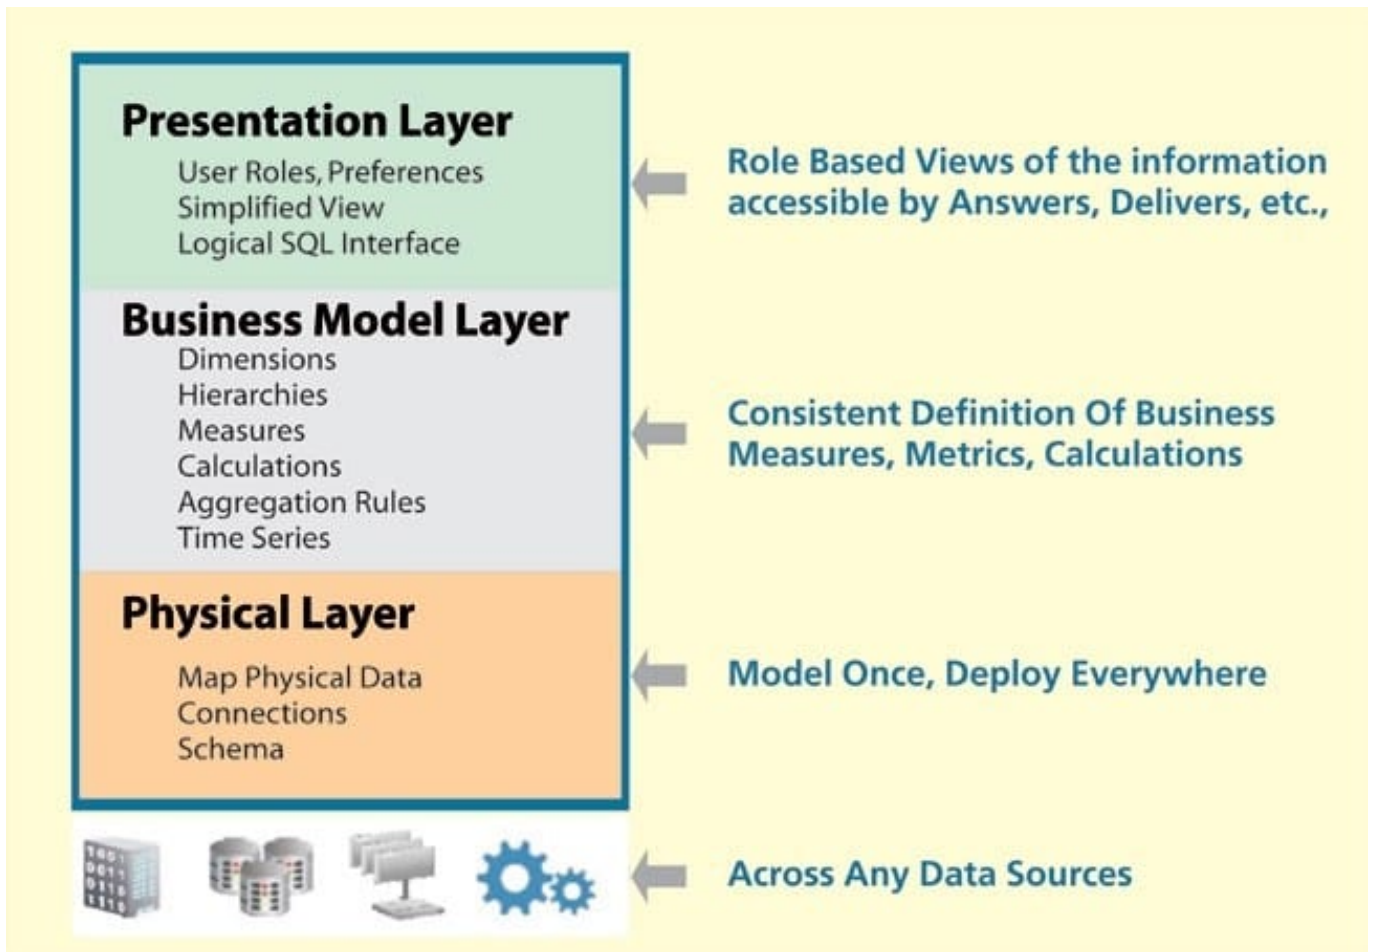 Presentation Layer
User Roles, Preferences
Simplified View
Logical SQL Interface
Role Based Views of the information
accessible by Answers, Delivers, etc.,
Business Model Layer
Dimensions
Hierarchies
Measures
Calculations
Aggregation Rules
Time Series
Consistent Definition Of Business
Measures, Metrics, Calculations
Physical Layer
Map Physical Data
Connections
Schema
Model Once, Deploy Everywhere
Across Any Data Sources